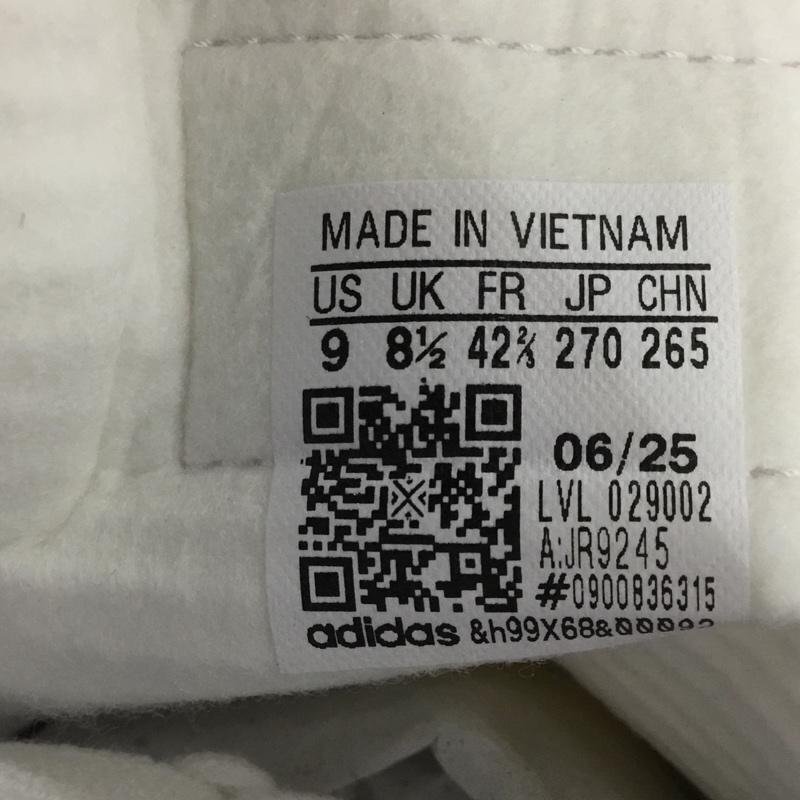 MADE IN VIETNAM
US UK FR JP CHN
9 8½ 42⅔ 270 265
06/25
LVL 029002
A:JR9245
#0900836315
adidas